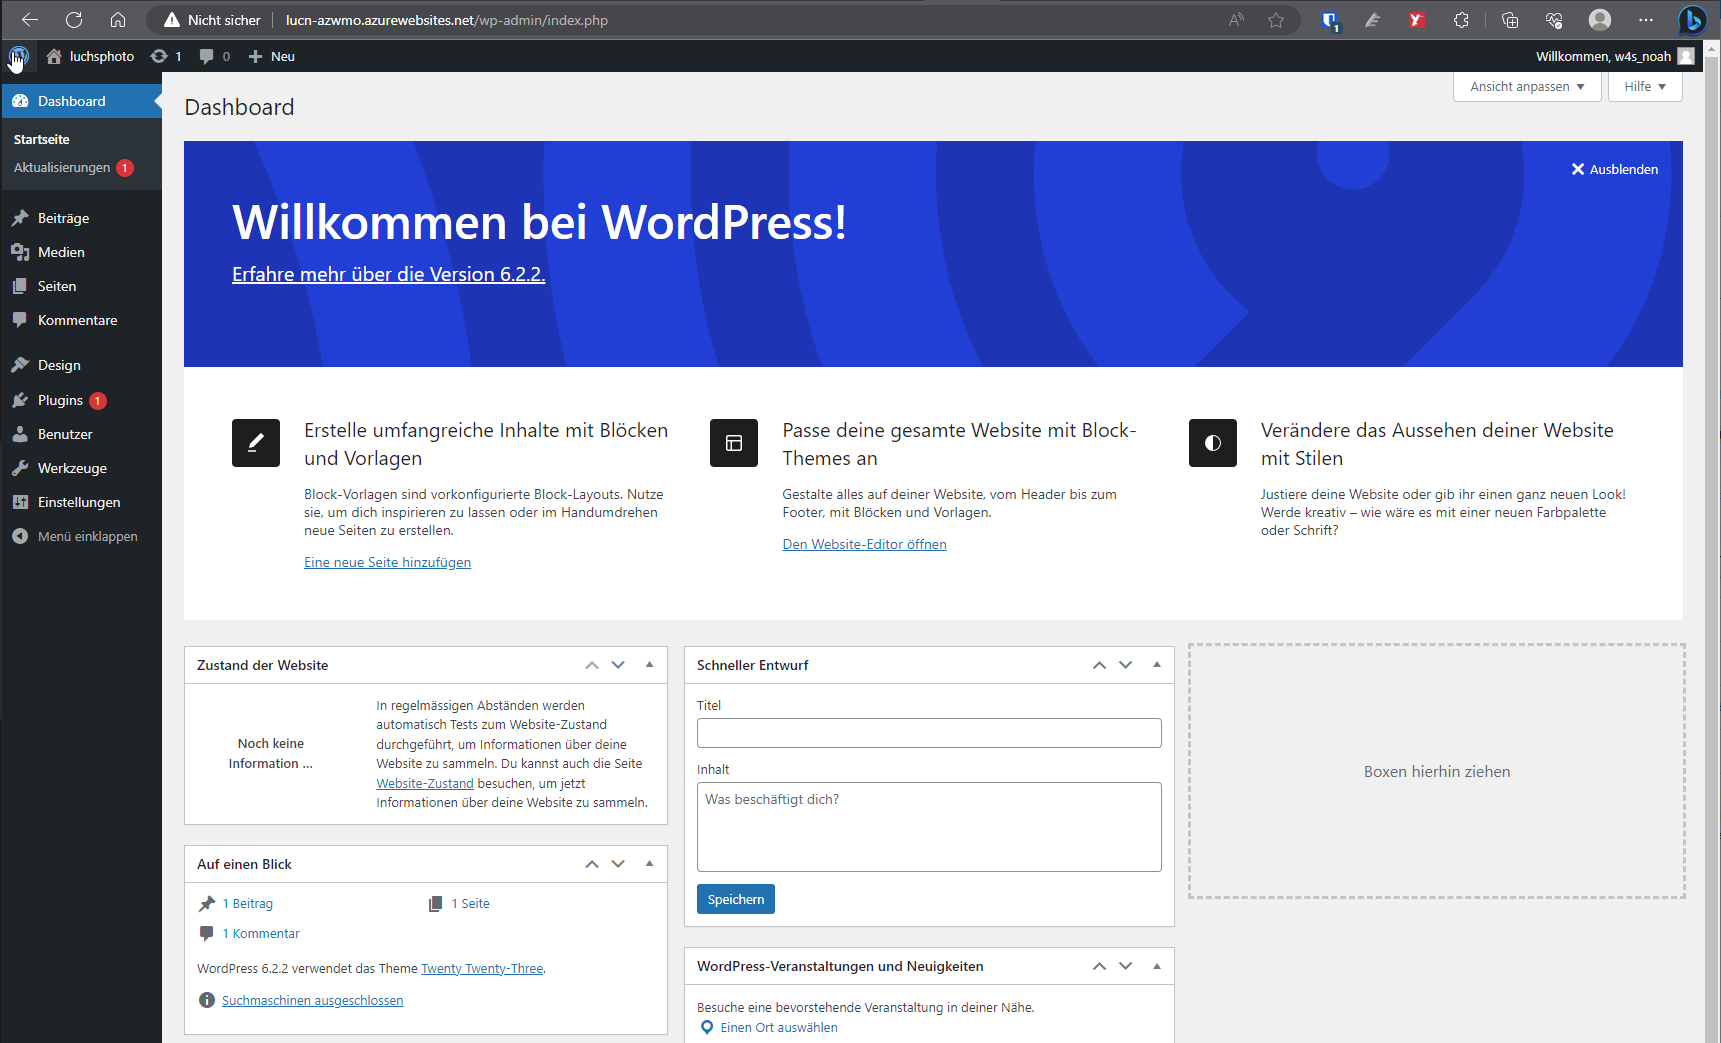 Nicht sicher
lucn-azwmo.azurewebsites.net/wp-admin/index.php
1
luchsphoto
1
0
Neu
Willkommen, w4s_noah
Dashboard
Startseite
Aktualisierungen 1
Beiträge
Medien
Seiten
Kommentare
Design
Plugins 1
Benutzer
Werkzeuge
Einstellungen
Menü einklappen
Dashboard
Ansicht anpassen
Hilfe
Ausblenden
Willkommen bei WordPress!
Erfahre mehr über die Version 6.2.2.
Erstelle umfangreiche Inhalte mit Blöcken
und Vorlagen
Block-Vorlagen sind vorkonfigurierte Block-Layouts. Nutze
sie, um dich inspirieren zu lassen oder im Handumdrehen
neue Seiten zu erstellen.
Eine neue Seite hinzufügen
Passe deine gesamte Website mit Block-
Themes an
Gestalte alles auf deiner Website, vom Header bis zum
Footer, mit Blöcken und Vorlagen.
Den Website-Editor öffnen
Verändere das Aussehen deiner Website
mit Stilen
Justiere deine Website oder gib ihr einen ganz neuen Look!
Werde kreativ – wie wäre es mit einer neuen Farbpalette
oder Schrift?
Zustand der Website
Noch keine
Information ...
In regelmässigen Abständen werden
automatisch Tests zum Website-Zustand
durchgeführt, um Informationen über deine
Website zu sammeln. Du kannst auch die Seite
Website-Zustand besuchen, um jetzt
Informationen über deine Website zu sammeln.
Auf einen Blick
1 Beitrag
1 Seite
1 Kommentar
WordPress 6.2.2 verwendet das Theme Twenty Twenty-Three.
Suchmaschinen ausgeschlossen
Schneller Entwurf
Titel
Inhalt
Was beschäftigt dich?
Speichern
WordPress-Veranstaltungen und Neuigkeiten
Besuche eine bevorstehende Veranstaltung in deiner Nähe.
Einen Ort auswählen
Boxen hierhin ziehen